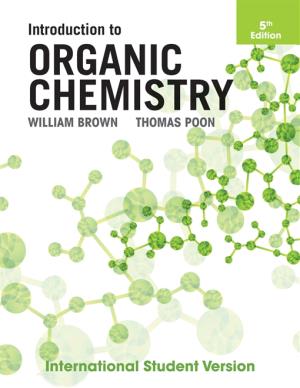 Introduction to
5th
Edition
ORGANIC
CHEMISTRY
WILLIAM BROWN THOMAS POON
International Student Version